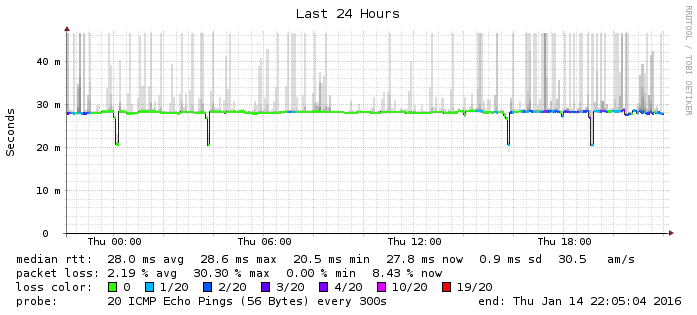 Last 24 Hours
RRDTOOL / TOBI OETIKER
Seconds
40 m
30 m
20 m
10 m
0
Thu 00:00 Thu 06:00 Thu 12:00 Thu 18:00
median rtt: 28.0 ms avg 28.6 ms max 20.5 ms min 27.8 ms now 0.9 ms sd 30.5 am/s
packet loss: 2.19 % avg 30.30 % max 0.00 % min 8.43 % now
loss color: 0 1/20 2/20 3/20 4/20 10/20 19/20
probe: 20 ICMP Echo Pings (56 Bytes) every 300s end: Thu Jan 14 22:05:04 2016